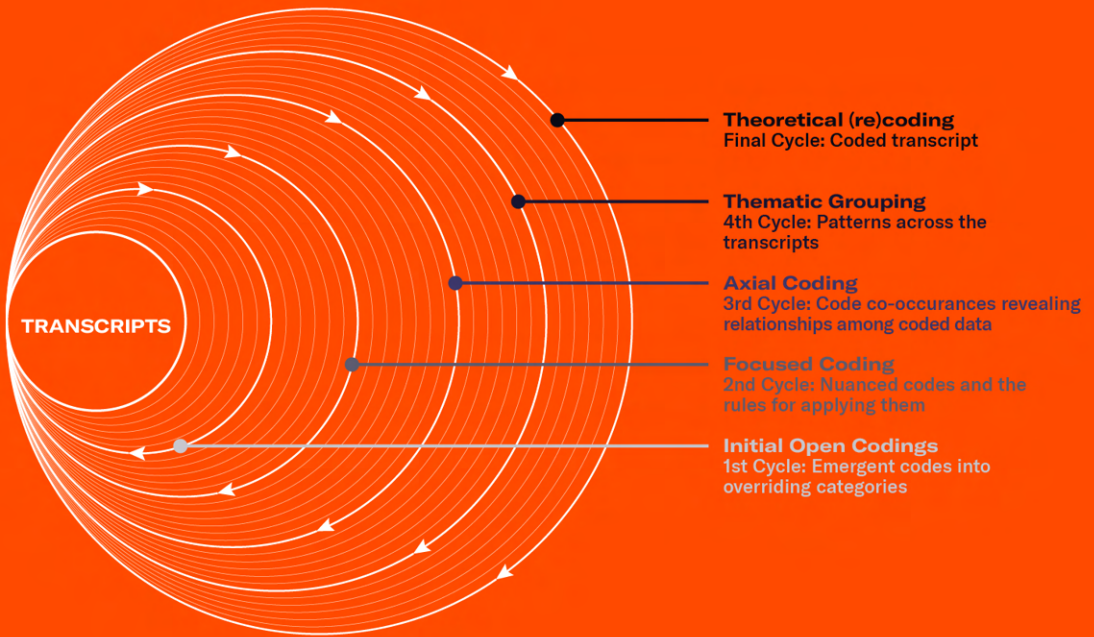 TRANSCRIPTS
Theoretical (re)coding
Final Cycle: Coded transcript
Thematic Grouping
4th Cycle: Patterns across the
transcripts
Axial Coding
3rd Cycle: Code co-occurances revealing
relationships among coded data
Focused Coding
2nd Cycle: Nuanced codes and the
rules for applying them
Initial Open Codings
1st Cycle: Emergent codes into
overriding categories